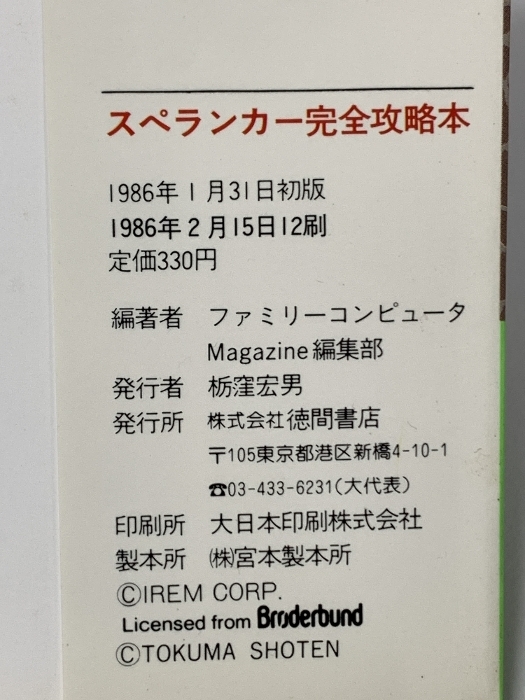 スペランカー完全攻略本
1986年1月31日初版
1986年2月15日12刷
定価330円
編著者 ファミリーコンピュータ
Magazine編集部
発行者 栃窪宏男
発行所 株式会社徳間書店
〒105東京都港区新橋4-10-1
☎03-433-6231(大代表)
印刷所 大日本印刷株式会社
製本所 ㈱宮本製本所
ⒸIREM CORP.
Licensed from Brøderbund
ⒸTOKUMA SHOTEN